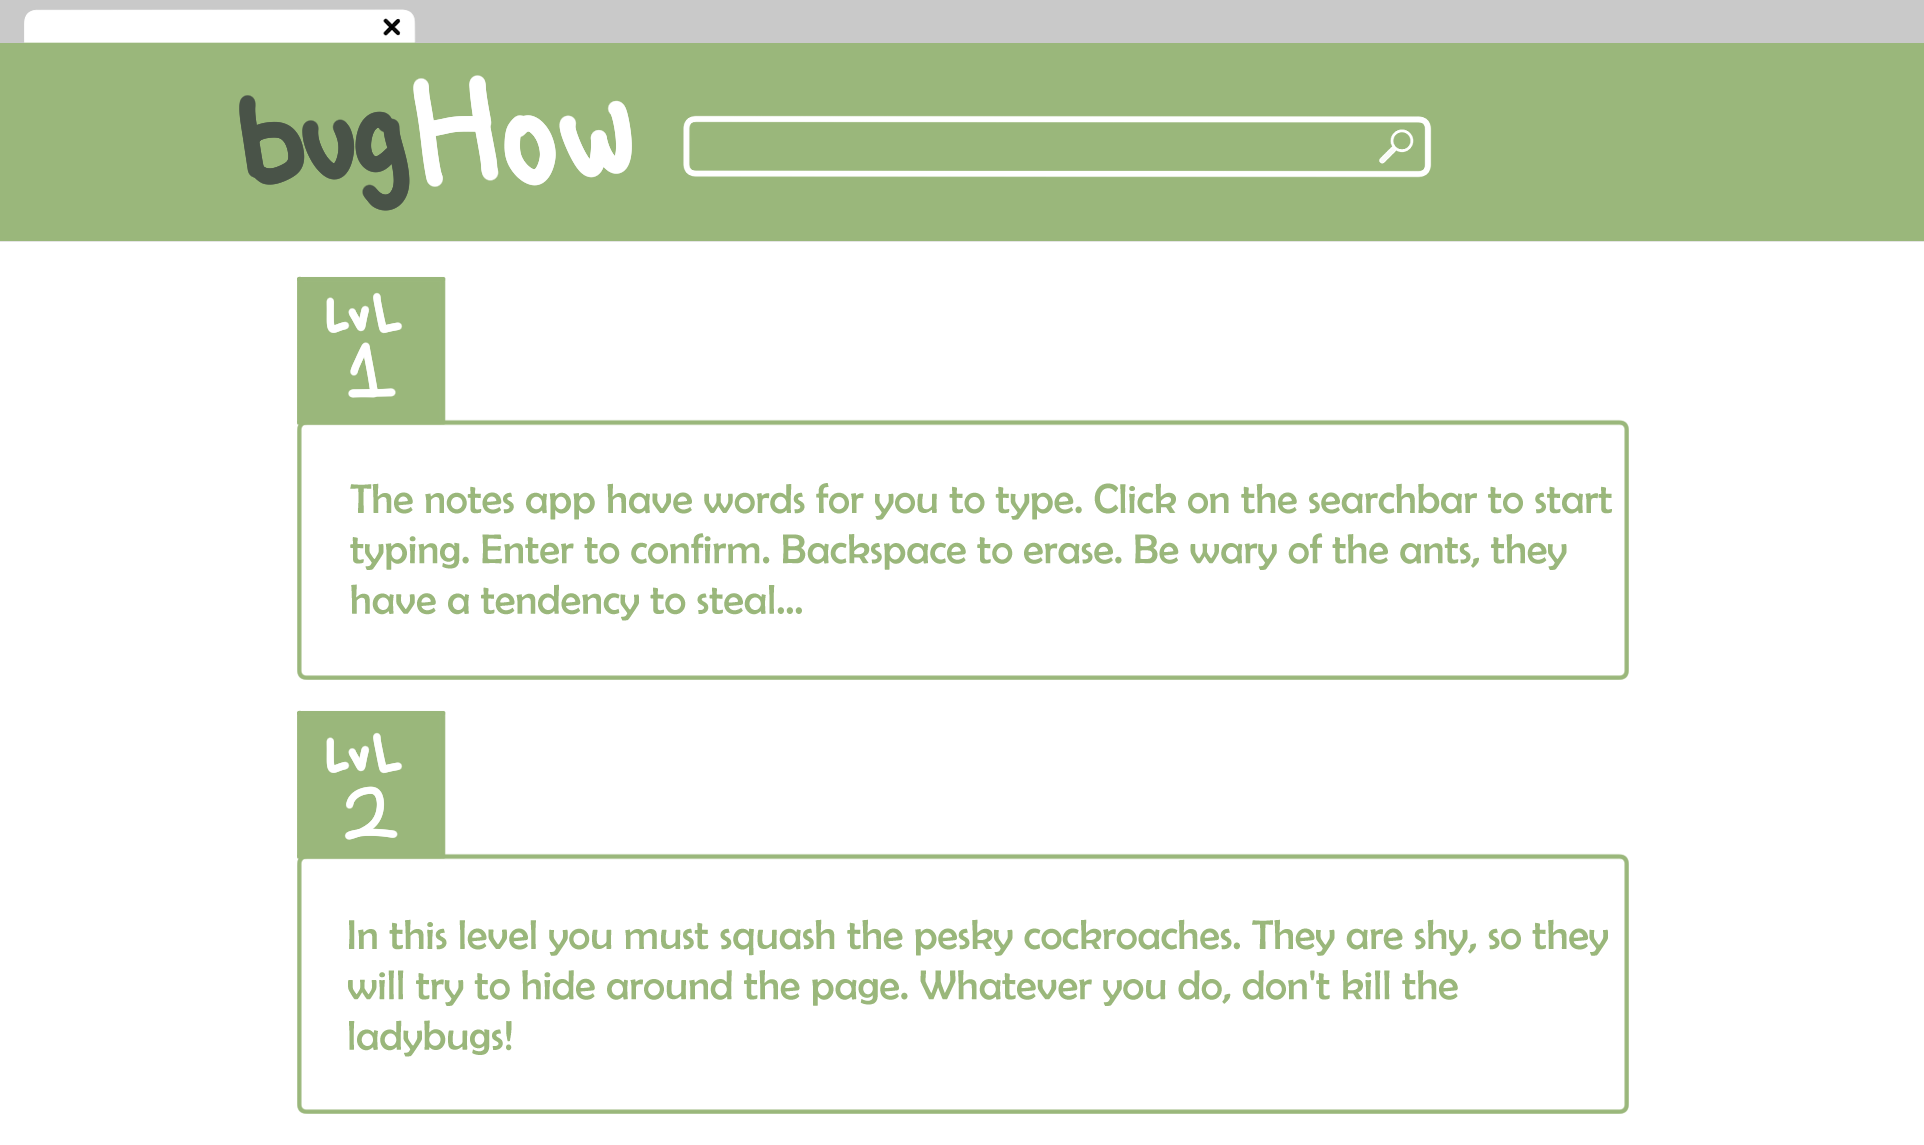 bugHow
LvL
1
The notes app have words for you to type. Click on the searchbar to start
typing. Enter to confirm. Backspace to erase. Be wary of the ants, they
have a tendency to steal...
LvL
2
In this level you must squash the pesky cockroaches. They are shy, so they
will try to hide around the page. Whatever you do, don't kill the
ladybugs!